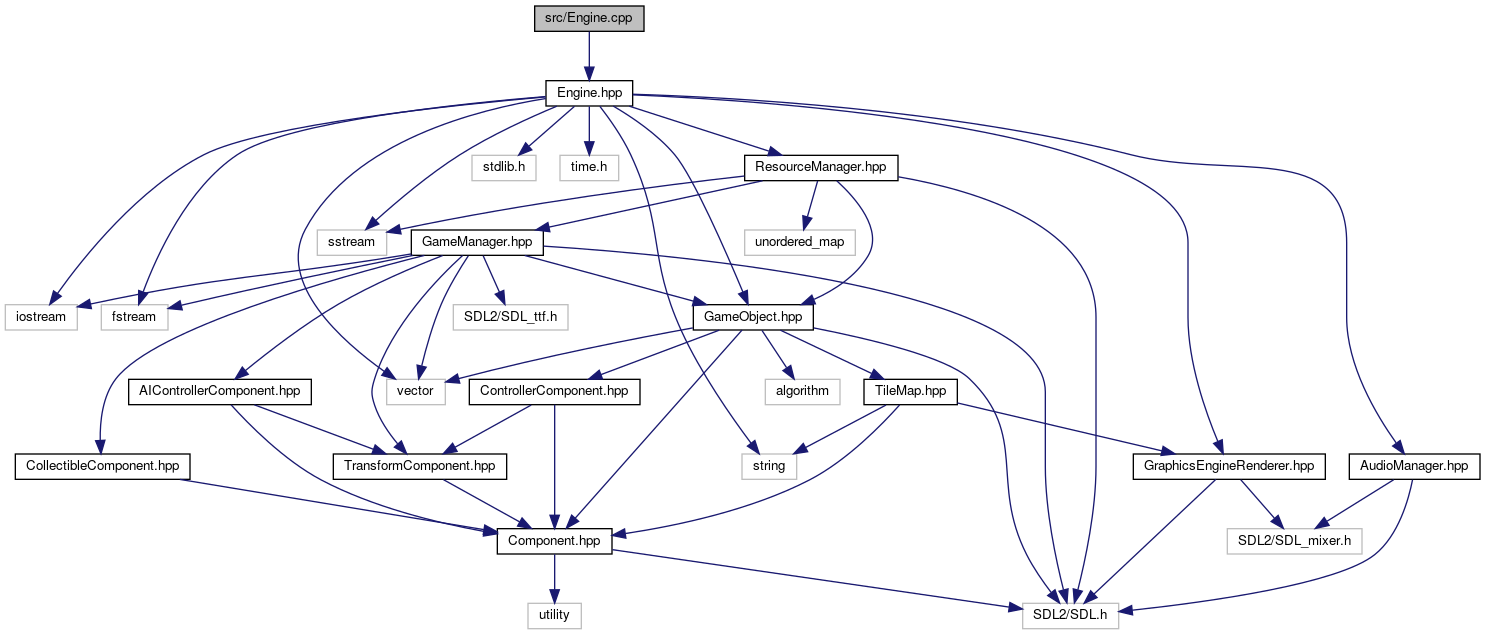 src/Engine.cpp
Engine.hpp
stdlib.h
time.h
ResourceManager.hpp
sstream
GameManager.hpp
unordered_map
iostream
fstream
SDL2/SDL_ttf.h
GameObject.hpp
AIControllerComponent.hpp
vector
ControllerComponent.hpp
algorithm
TileMap.hpp
CollectibleComponent.hpp
TransformComponent.hpp
string
GraphicsEngineRenderer.hpp
AudioManager.hpp
Component.hpp
SDL2/SDL_mixer.h
utility
SDL2/SDL.h